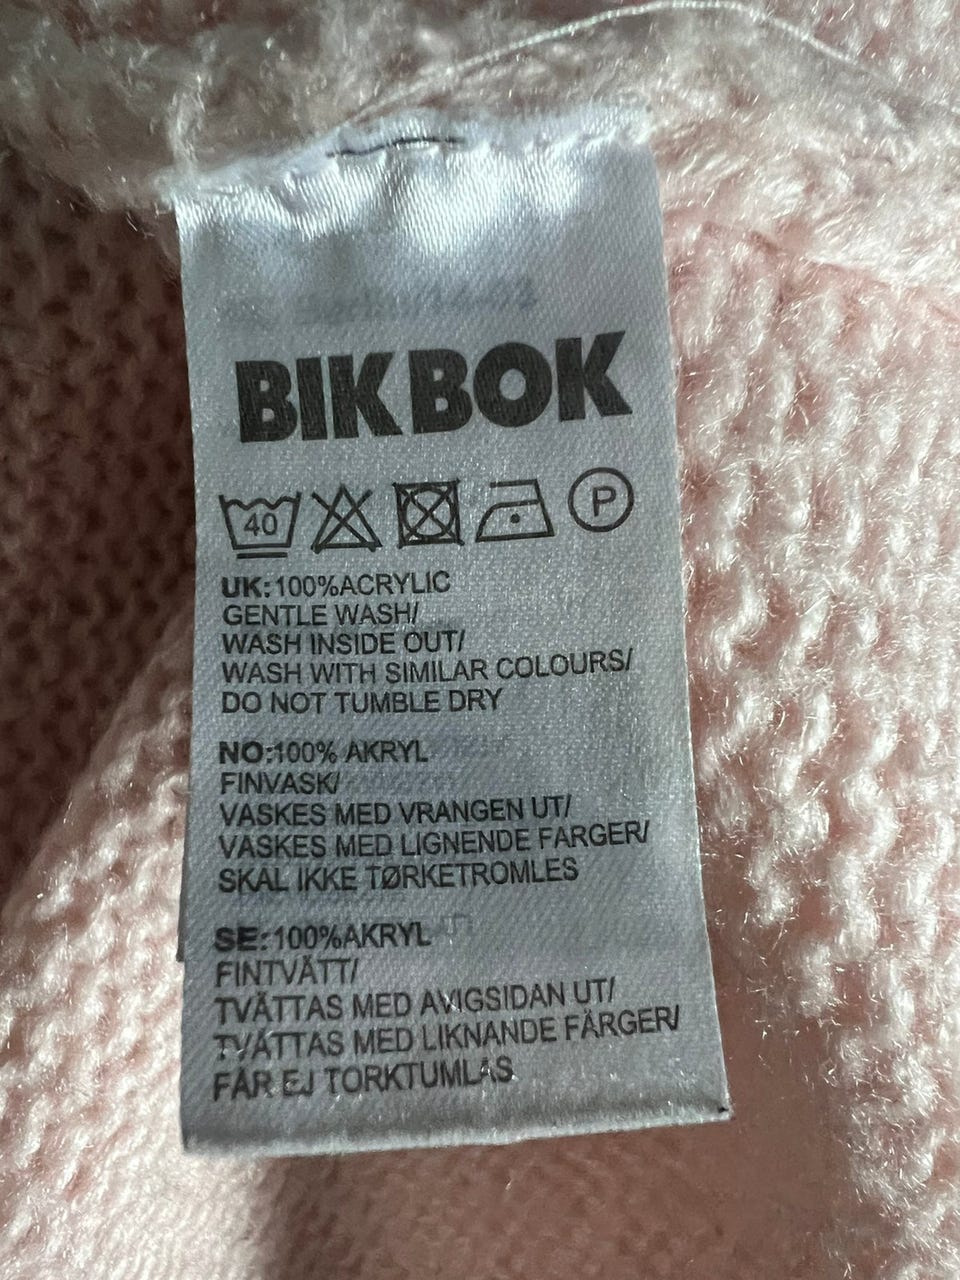 BIKBOK
40 P
UK:100%ACRYLIC
GENTLE WASH/
WASH INSIDE OUT/
WASH WITH SIMILAR COLOURS/
DO NOT TUMBLE DRY
NO:100% AKRYL
FINVASK/
VASKES MED VRANGEN UT/
VASKES MED LIGNENDE FARGER/
SKAL IKKE TØRKETROMLES
SE:100%AKRYL
FINTVÄTT/
TVÄTTAS MED AVIGSIDAN UT/
TVÄTTAS MED LIKNANDE FÄRGER/
FÅR EJ TORKTUMLAS